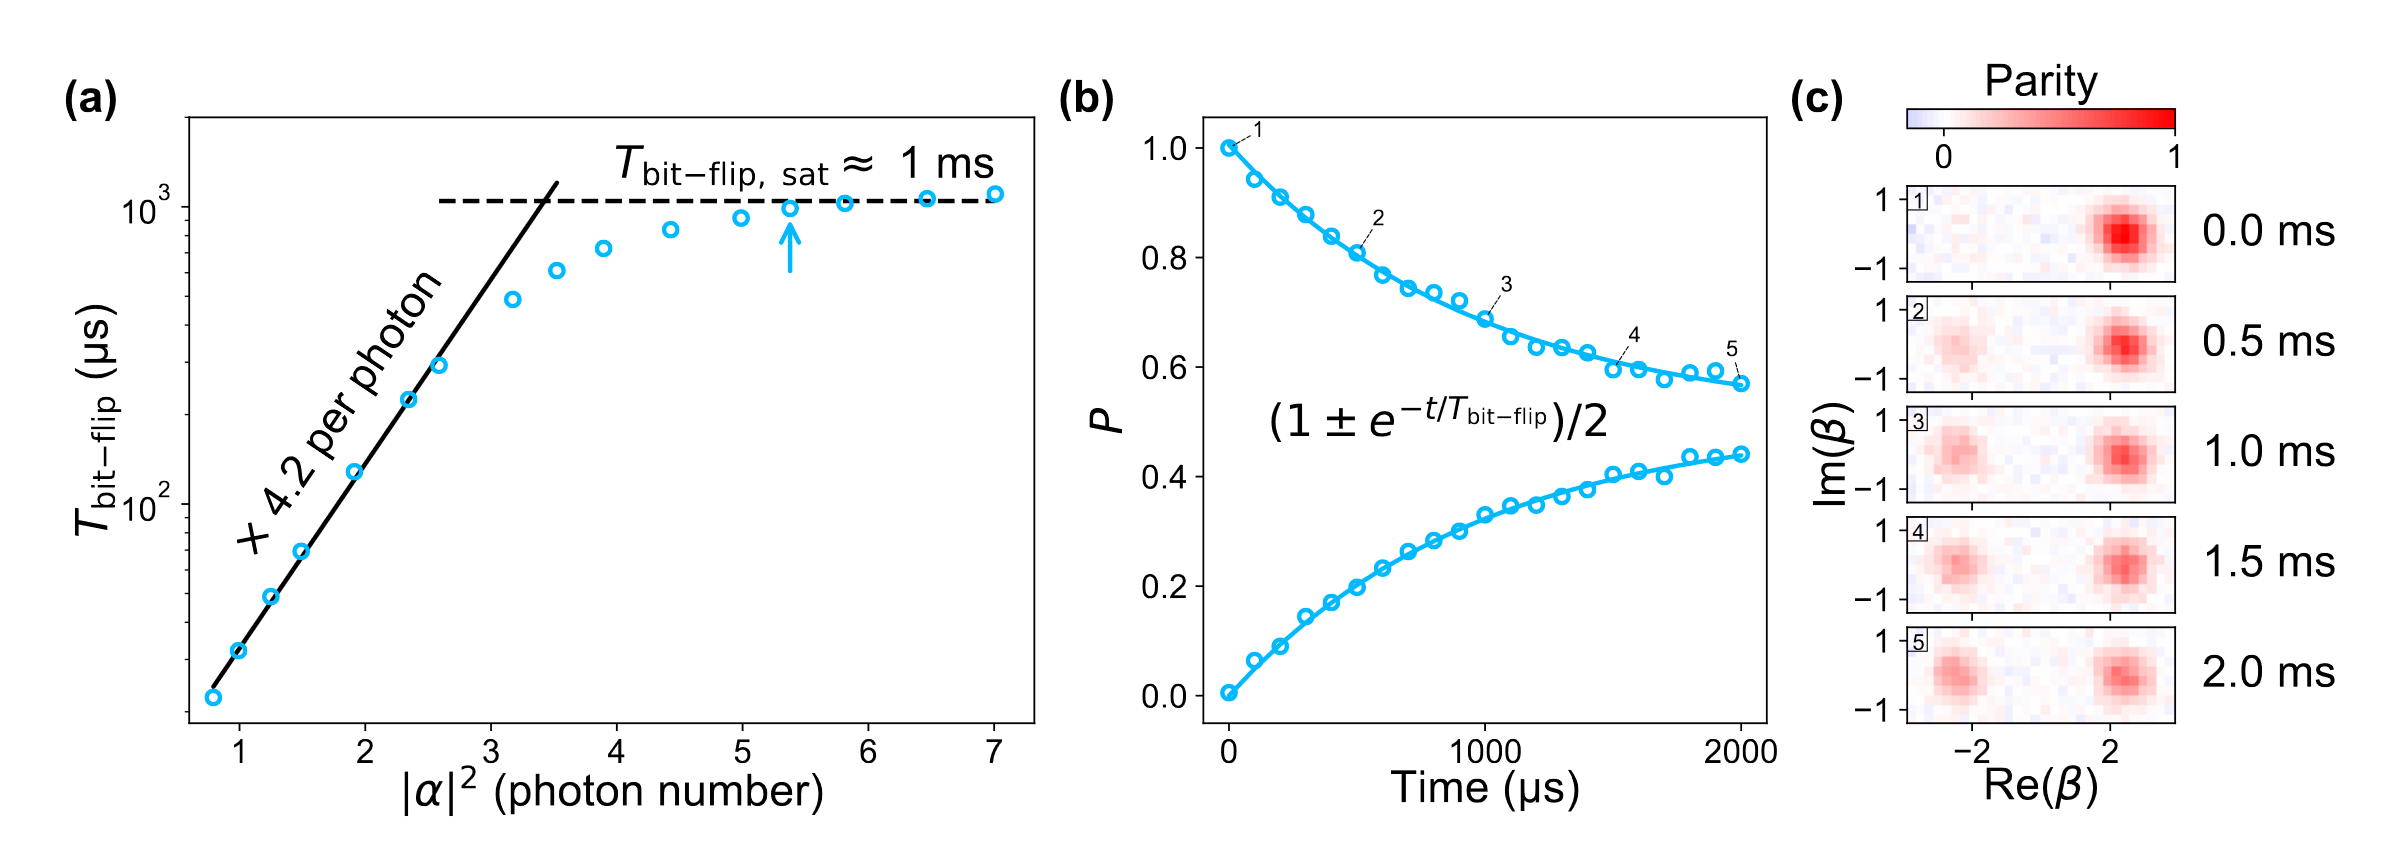 (a)
10³
10²
T_bit−flip (µs)
× 4.2 per photon
T_bit−flip, sat ≈ 1 ms
1 2 3 4 5 6 7
|α|² (photon number)
(b)
1.0
0.8
0.6
0.4
0.2
0.0
P
1
2
3
4
5
(1 ± e^−t/T_bit−flip)/2
0 1000 2000
Time (µs)
(c)
Parity
0 1
1
−1
1
0.0 ms
1
−1
2
0.5 ms
1
−1
3
1.0 ms
1
−1
4
1.5 ms
1
−1
5
2.0 ms
Im(β)
−2 2
Re(β)